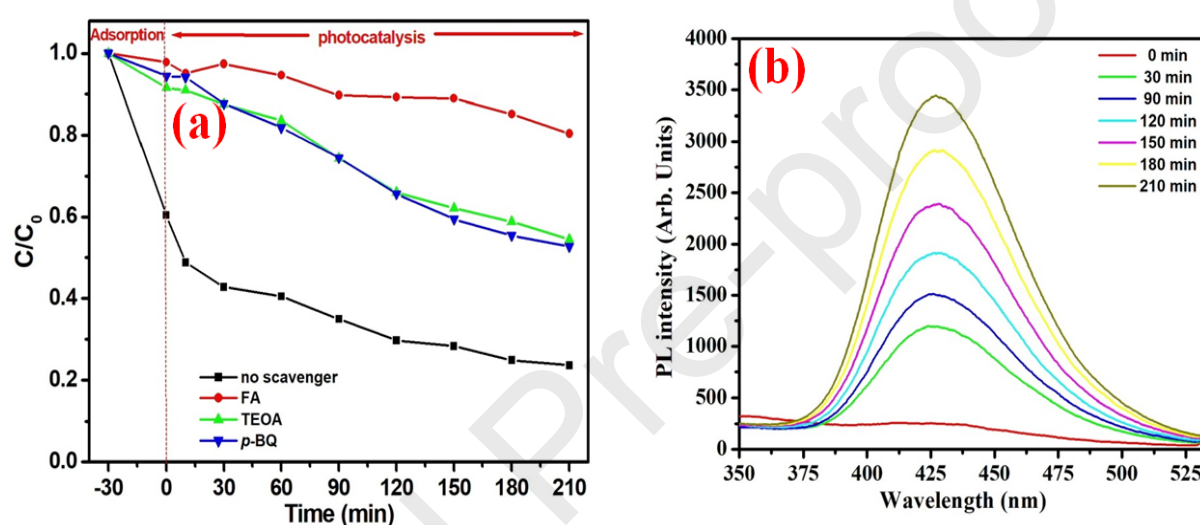 Adsorption photocatalysis
(a)
C/C₀
1.0
0.8
0.6
0.4
0.2
0.0
no scavenger
FA
TEOA
p-BQ
-30 0 30 60 90 120 150 180 210
Time (min)
(b)
PL intensity (Arb. Units)
4000
3500
3000
2500
2000
1500
1000
500
0
0 min
30 min
90 min
120 min
150 min
180 min
210 min
350 375 400 425 450 475 500 525
Wavelength (nm)
Pre-proo